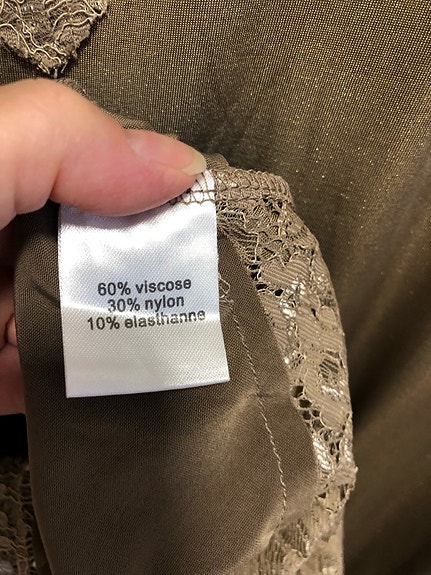 60% viscose
30% nylon
10% elasthanne